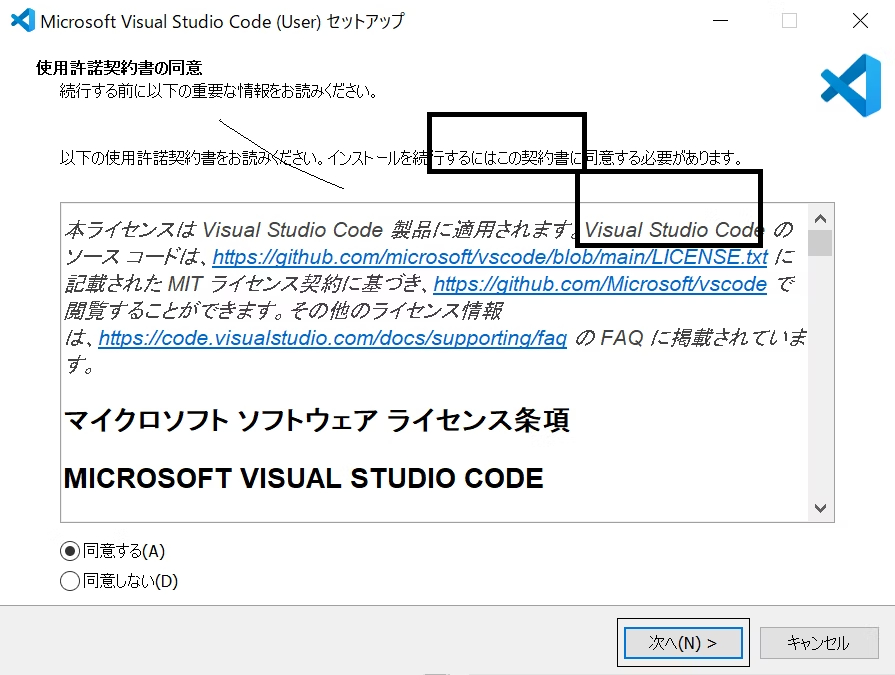 Microsoft Visual Studio Code (User) セットアップ
使用許諾契約書の同意
続行する前に以下の重要な情報をお読みください。
以下の使用許諾契約書をお読みください。インストールを続行するにはこの契約書に同意する必要があります。
本ライセンスは Visual Studio Code 製品に適用されます。Visual Studio Code の
ソース コードは、https://github.com/microsoft/vscode/blob/main/LICENSE.txt に
記載された MIT ライセンス契約に基づき、https://github.com/Microsoft/vscode で
閲覧することができます。その他のライセンス情報
は、https://code.visualstudio.com/docs/supporting/faq の FAQ に掲載されていま
す。
マイクロソフト ソフトウェア ライセンス条項
MICROSOFT VISUAL STUDIO CODE
同意する(A)
同意しない(D)
次へ(N) >
キャンセル